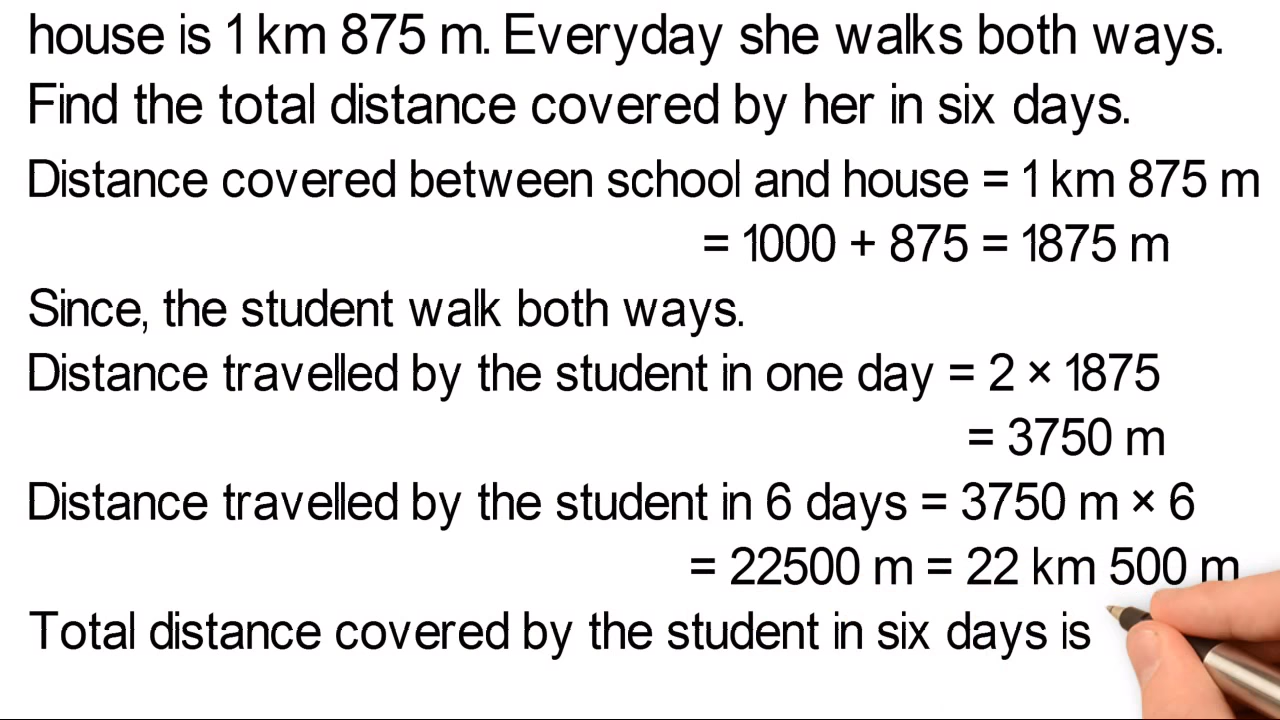 house is 1 km 875 m. Everyday she walks both ways.
Find the total distance covered by her in six days.
Distance covered between school and house = 1 km 875 m
= 1000 + 875 = 1875 m
Since, the student walk both ways.
Distance travelled by the student in one day = 2 × 1875
= 3750 m
Distance travelled by the student in 6 days = 3750 m × 6
= 22500 m = 22 km 500 m
Total distance covered by the student in six days is